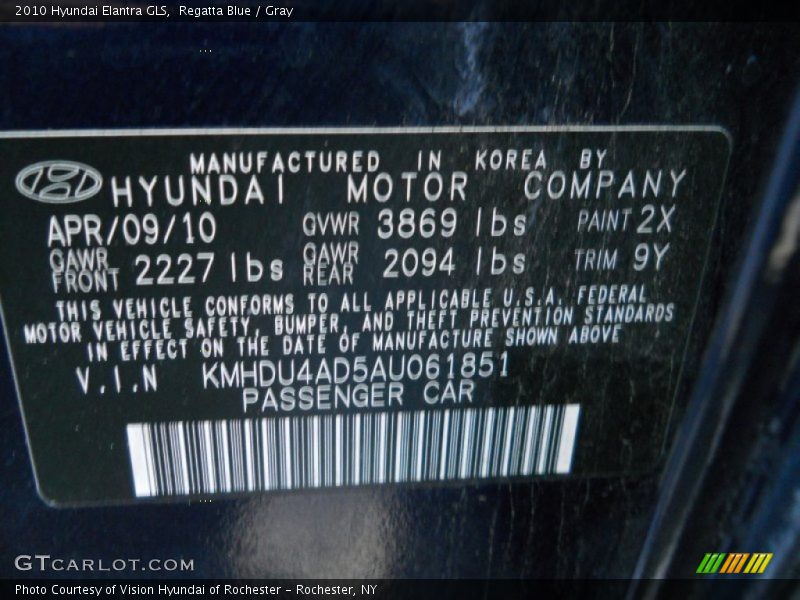 2010 Hyundai Elantra GLS,  Regatta Blue / Gray
MANUFACTURED IN KOREA BY
HYUNDAI MOTOR COMPANY
APR/09/10 GVWR 3869 lbs PAINT 2X
GAWR FRONT 2227 lbs GAWR REAR 2094 lbs TRIM 9Y
THIS VEHICLE CONFORMS TO ALL APPLICABLE U.S.A. FEDERAL
MOTOR VEHICLE SAFETY, BUMPER, AND THEFT PREVENTION STANDARDS
IN EFFECT ON THE DATE OF MANUFACTURE SHOWN ABOVE
V.I.N KMHDU4AD5AU061851
PASSENGER CAR
GTCARLOT.COM
Photo Courtesy of Vision Hyundai of Rochester – Rochester, NY